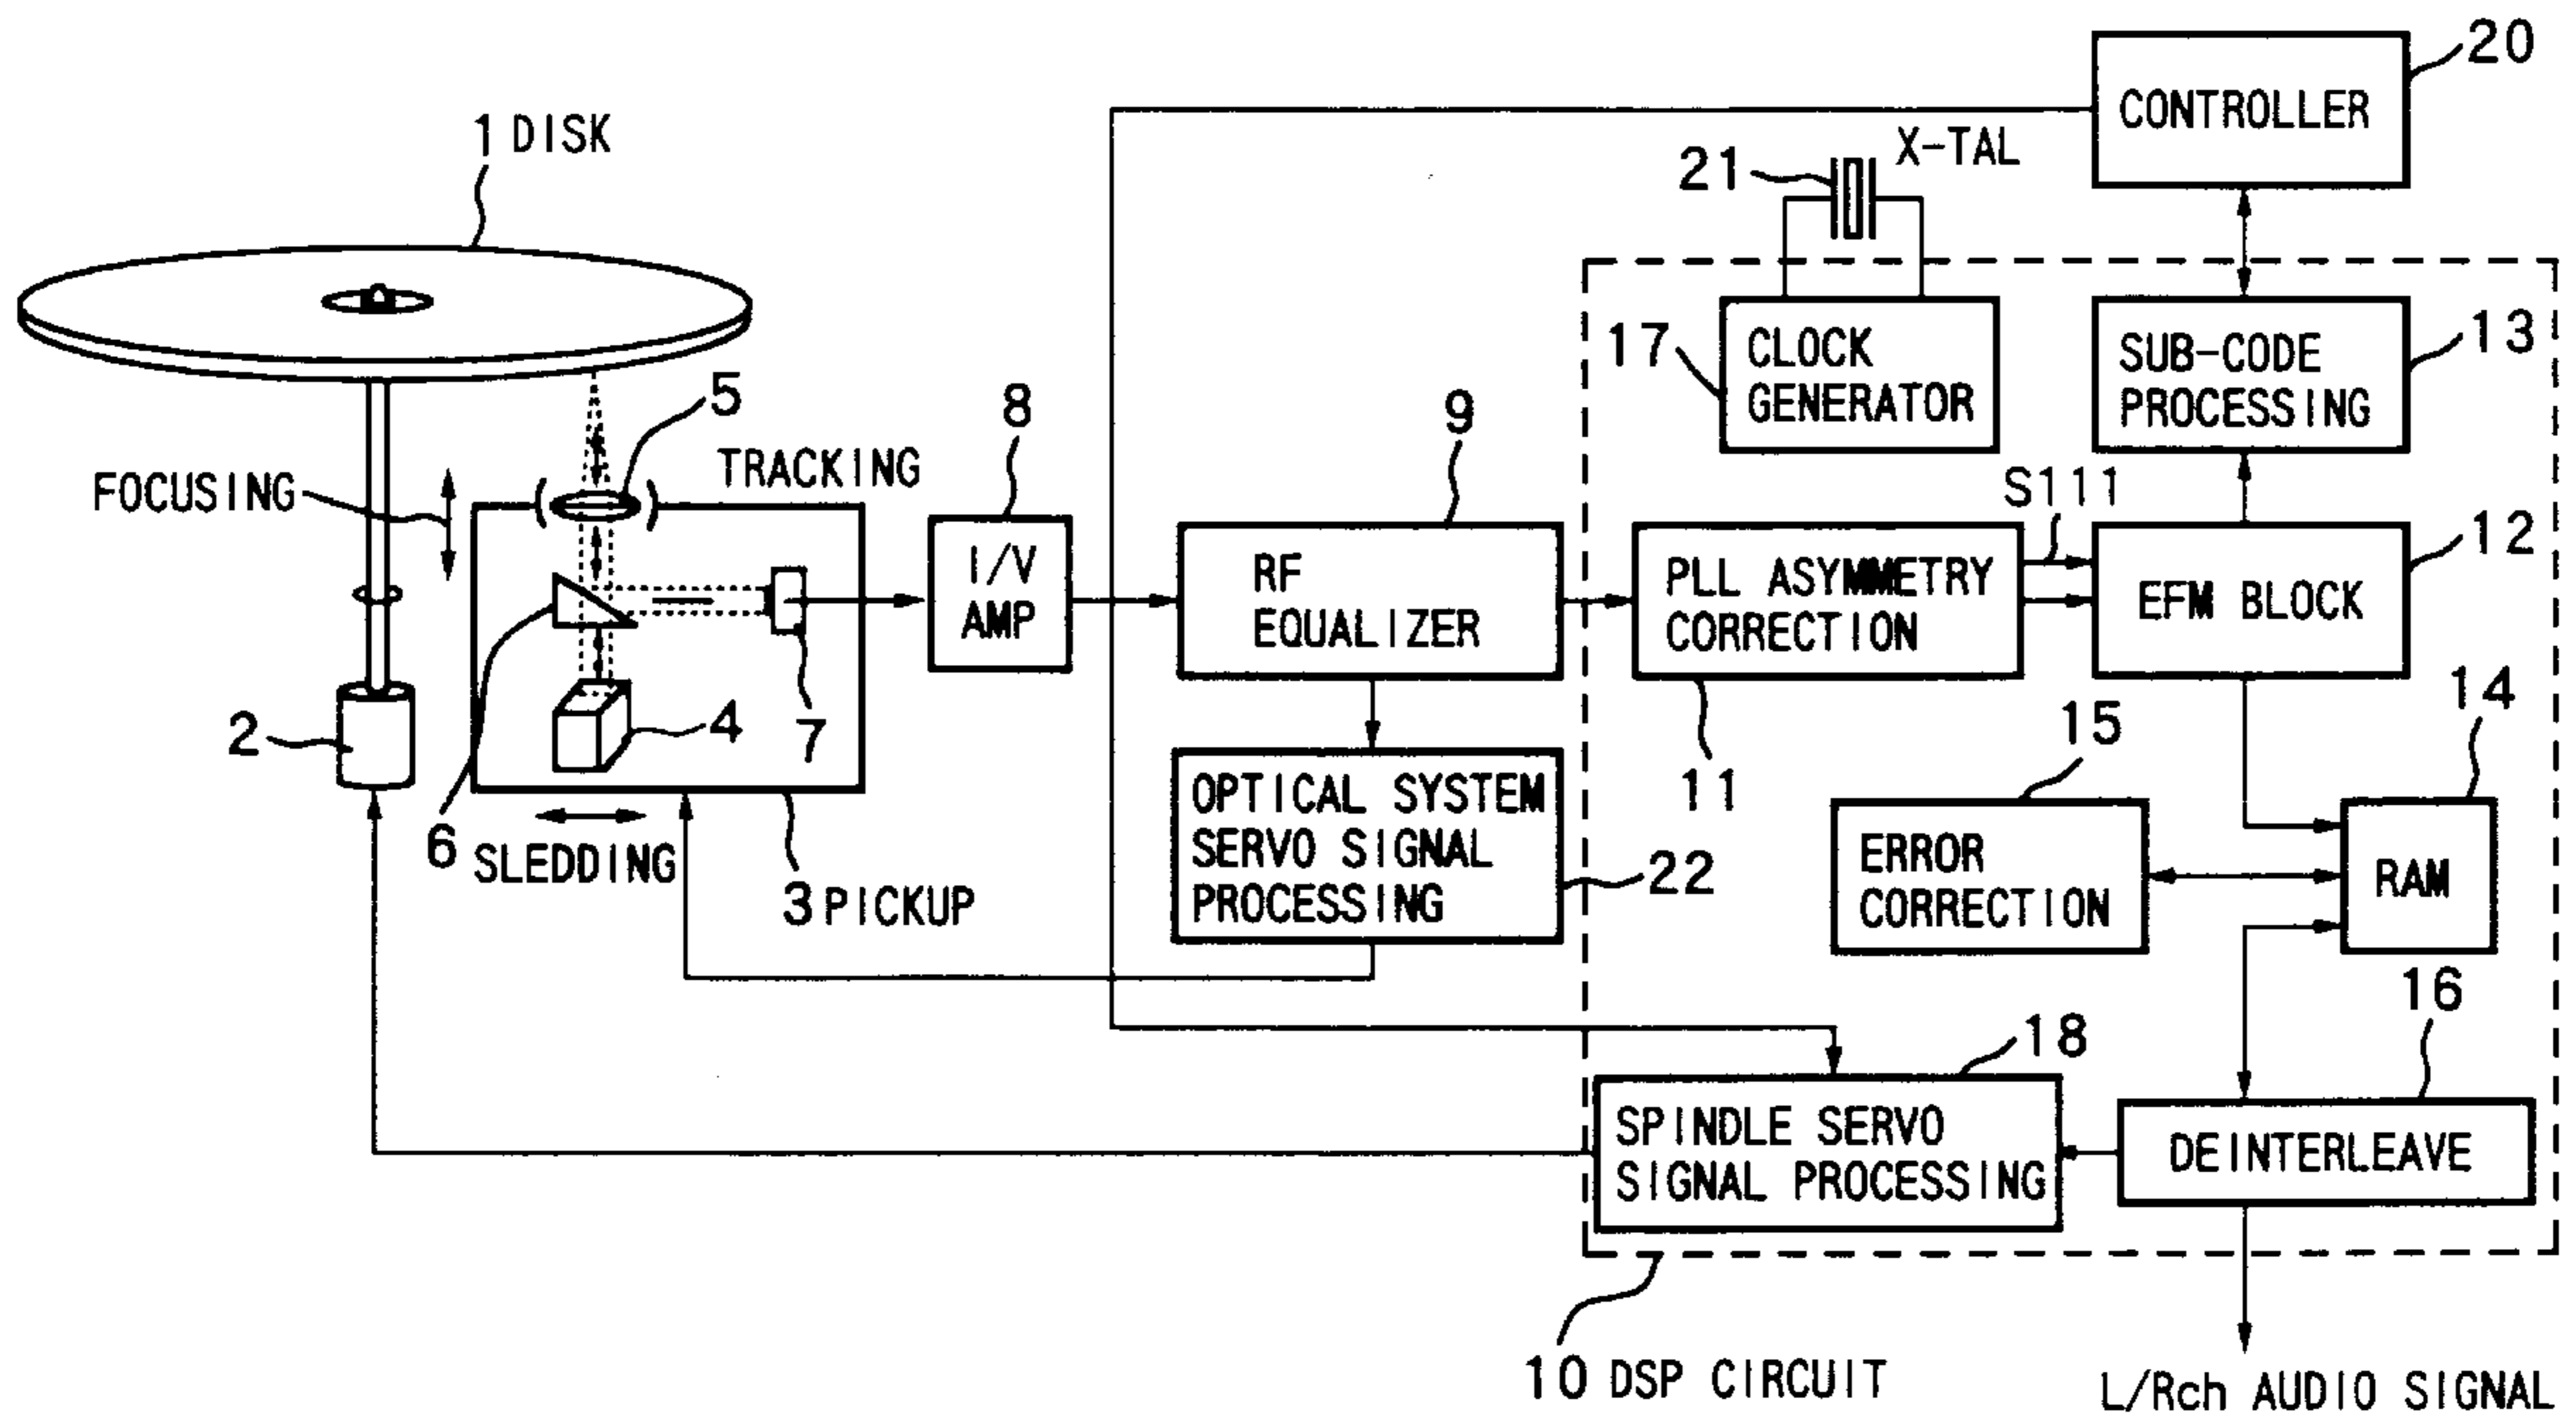 20
CONTROLLER
1 DISK
X-TAL
21
17
CLOCK
GENERATOR
SUB-CODE
PROCESSING
13
5
8
9
TRACKING
FOCUSING
S111
I/V
AMP
RF
EQUALIZER
PLL ASYMMETRY
CORRECTION
EFM BLOCK
12
2
4
7
11
15
14
6
SLEDDING
3 PICKUP
OPTICAL SYSTEM
SERVO SIGNAL
PROCESSING
22
ERROR
CORRECTION
RAM
16
18
SPINDLE SERVO
SIGNAL PROCESSING
DEINTERLEAVE
10 DSP CIRCUIT
L/Rch AUDIO SIGNAL